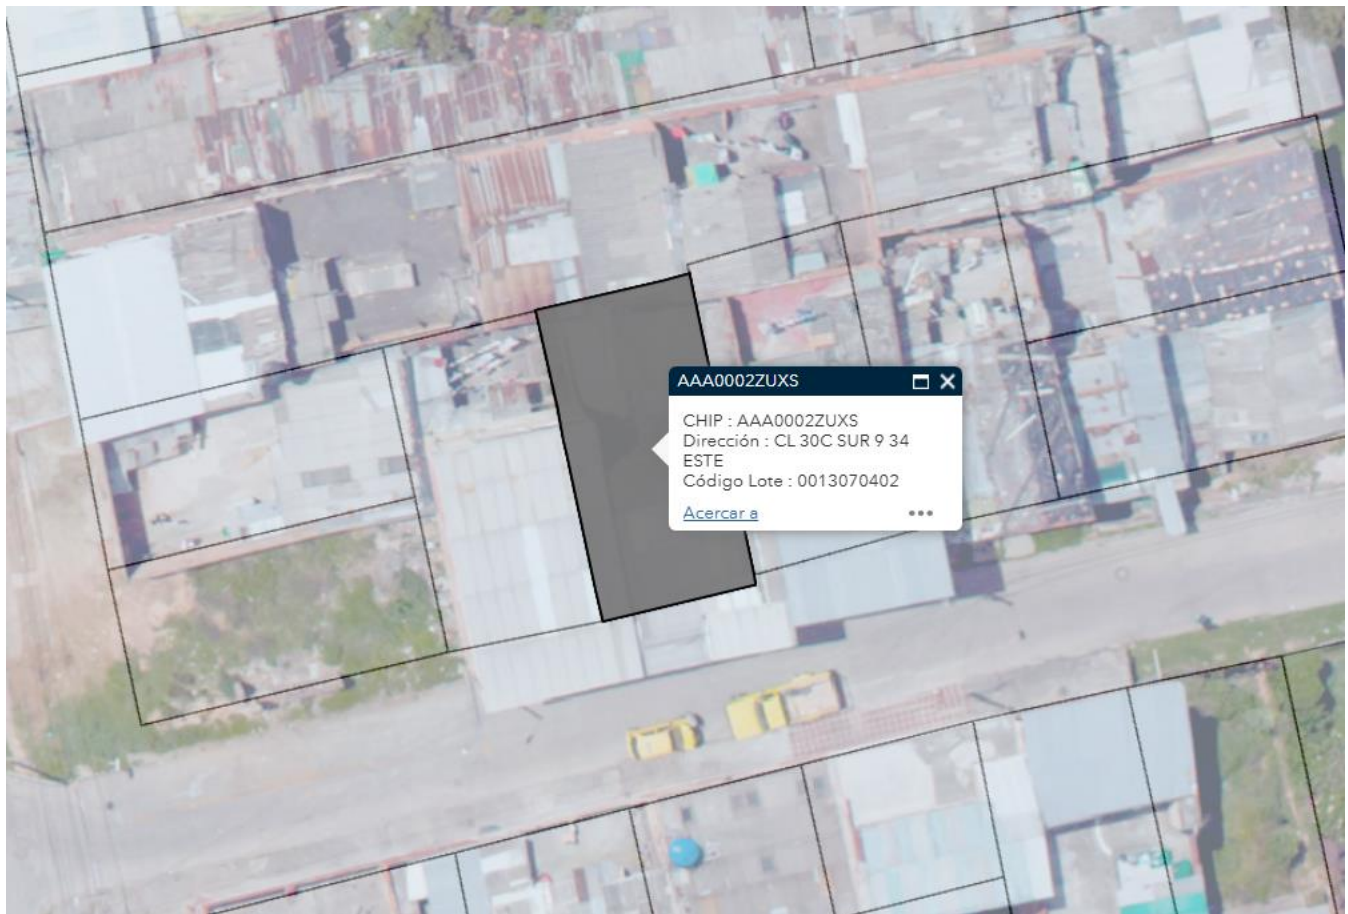 AAA0002ZUXS
CHIP : AAA0002ZUXS
Dirección : CL 30C SUR 9 34
ESTE
Código Lote : 0013070402
Acercar a